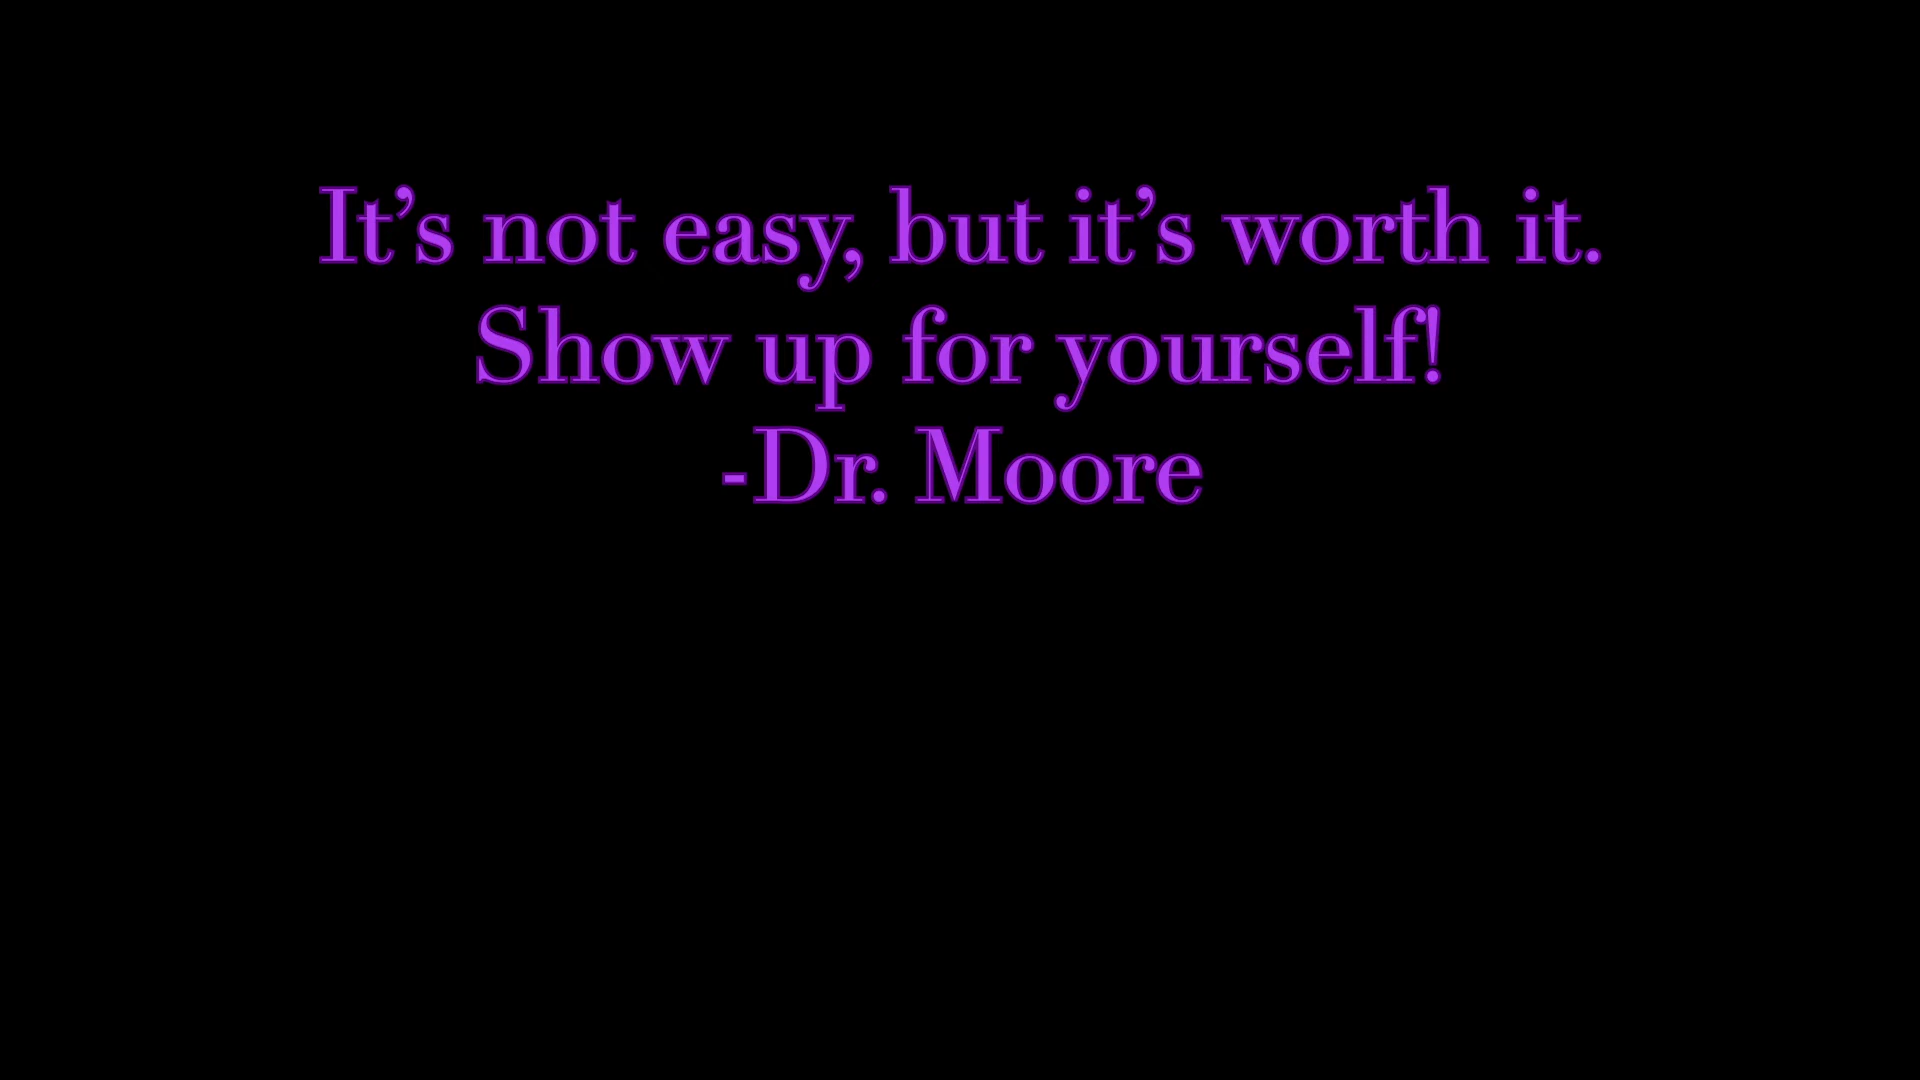 It’s not easy, but it’s worth it.
Show up for yourself!
-Dr. Moore